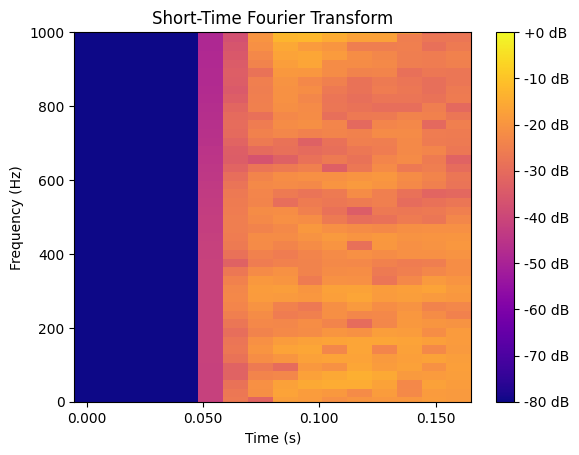 Short-Time Fourier Transform
Frequency (Hz)
1000
800
600
400
200
0
0.000
0.050
0.100
0.150
Time (s)
+0 dB
-10 dB
-20 dB
-30 dB
-40 dB
-50 dB
-60 dB
-70 dB
-80 dB